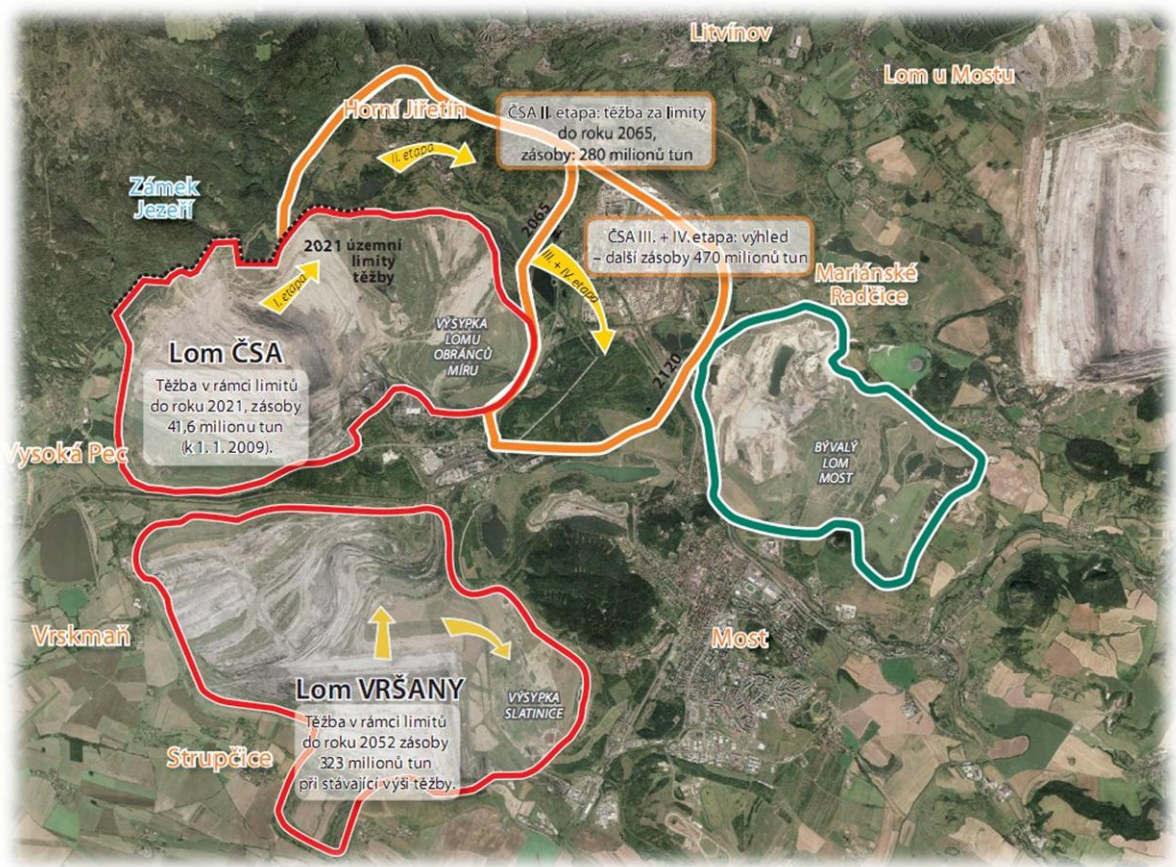 Litvínov
Lom u Mostu
Horní Jiřetín
ČSA II. etapa: těžba za limity
do roku 2065,
zásoby: 280 milionů tun
II. etapa
Zámek
Jezeří
2065
2021 územní
limity
těžby
ČSA III. + IV. etapa: výhled
– další zásoby 470 milionů tun
I. etapa
III. + IV. etapa
Mariánské
Radčice
VÝSYPKA
LOMU
OBRÁNCŮ
MÍRU
Lom ČSA
Těžba v rámci limitů
do roku 2021, zásoby
41,6 milionu tun
(k 1. 1. 2009).
2120
Vysoká Pec
BÝVALÝ
LOM
MOST
Vrskmaň
Most
Lom VRŠANY
VÝSYPKA
SLATINICE
Těžba v rámci limitů
do roku 2052 zásoby
323 milionů tun
při stávající výši těžby.
Strupčice